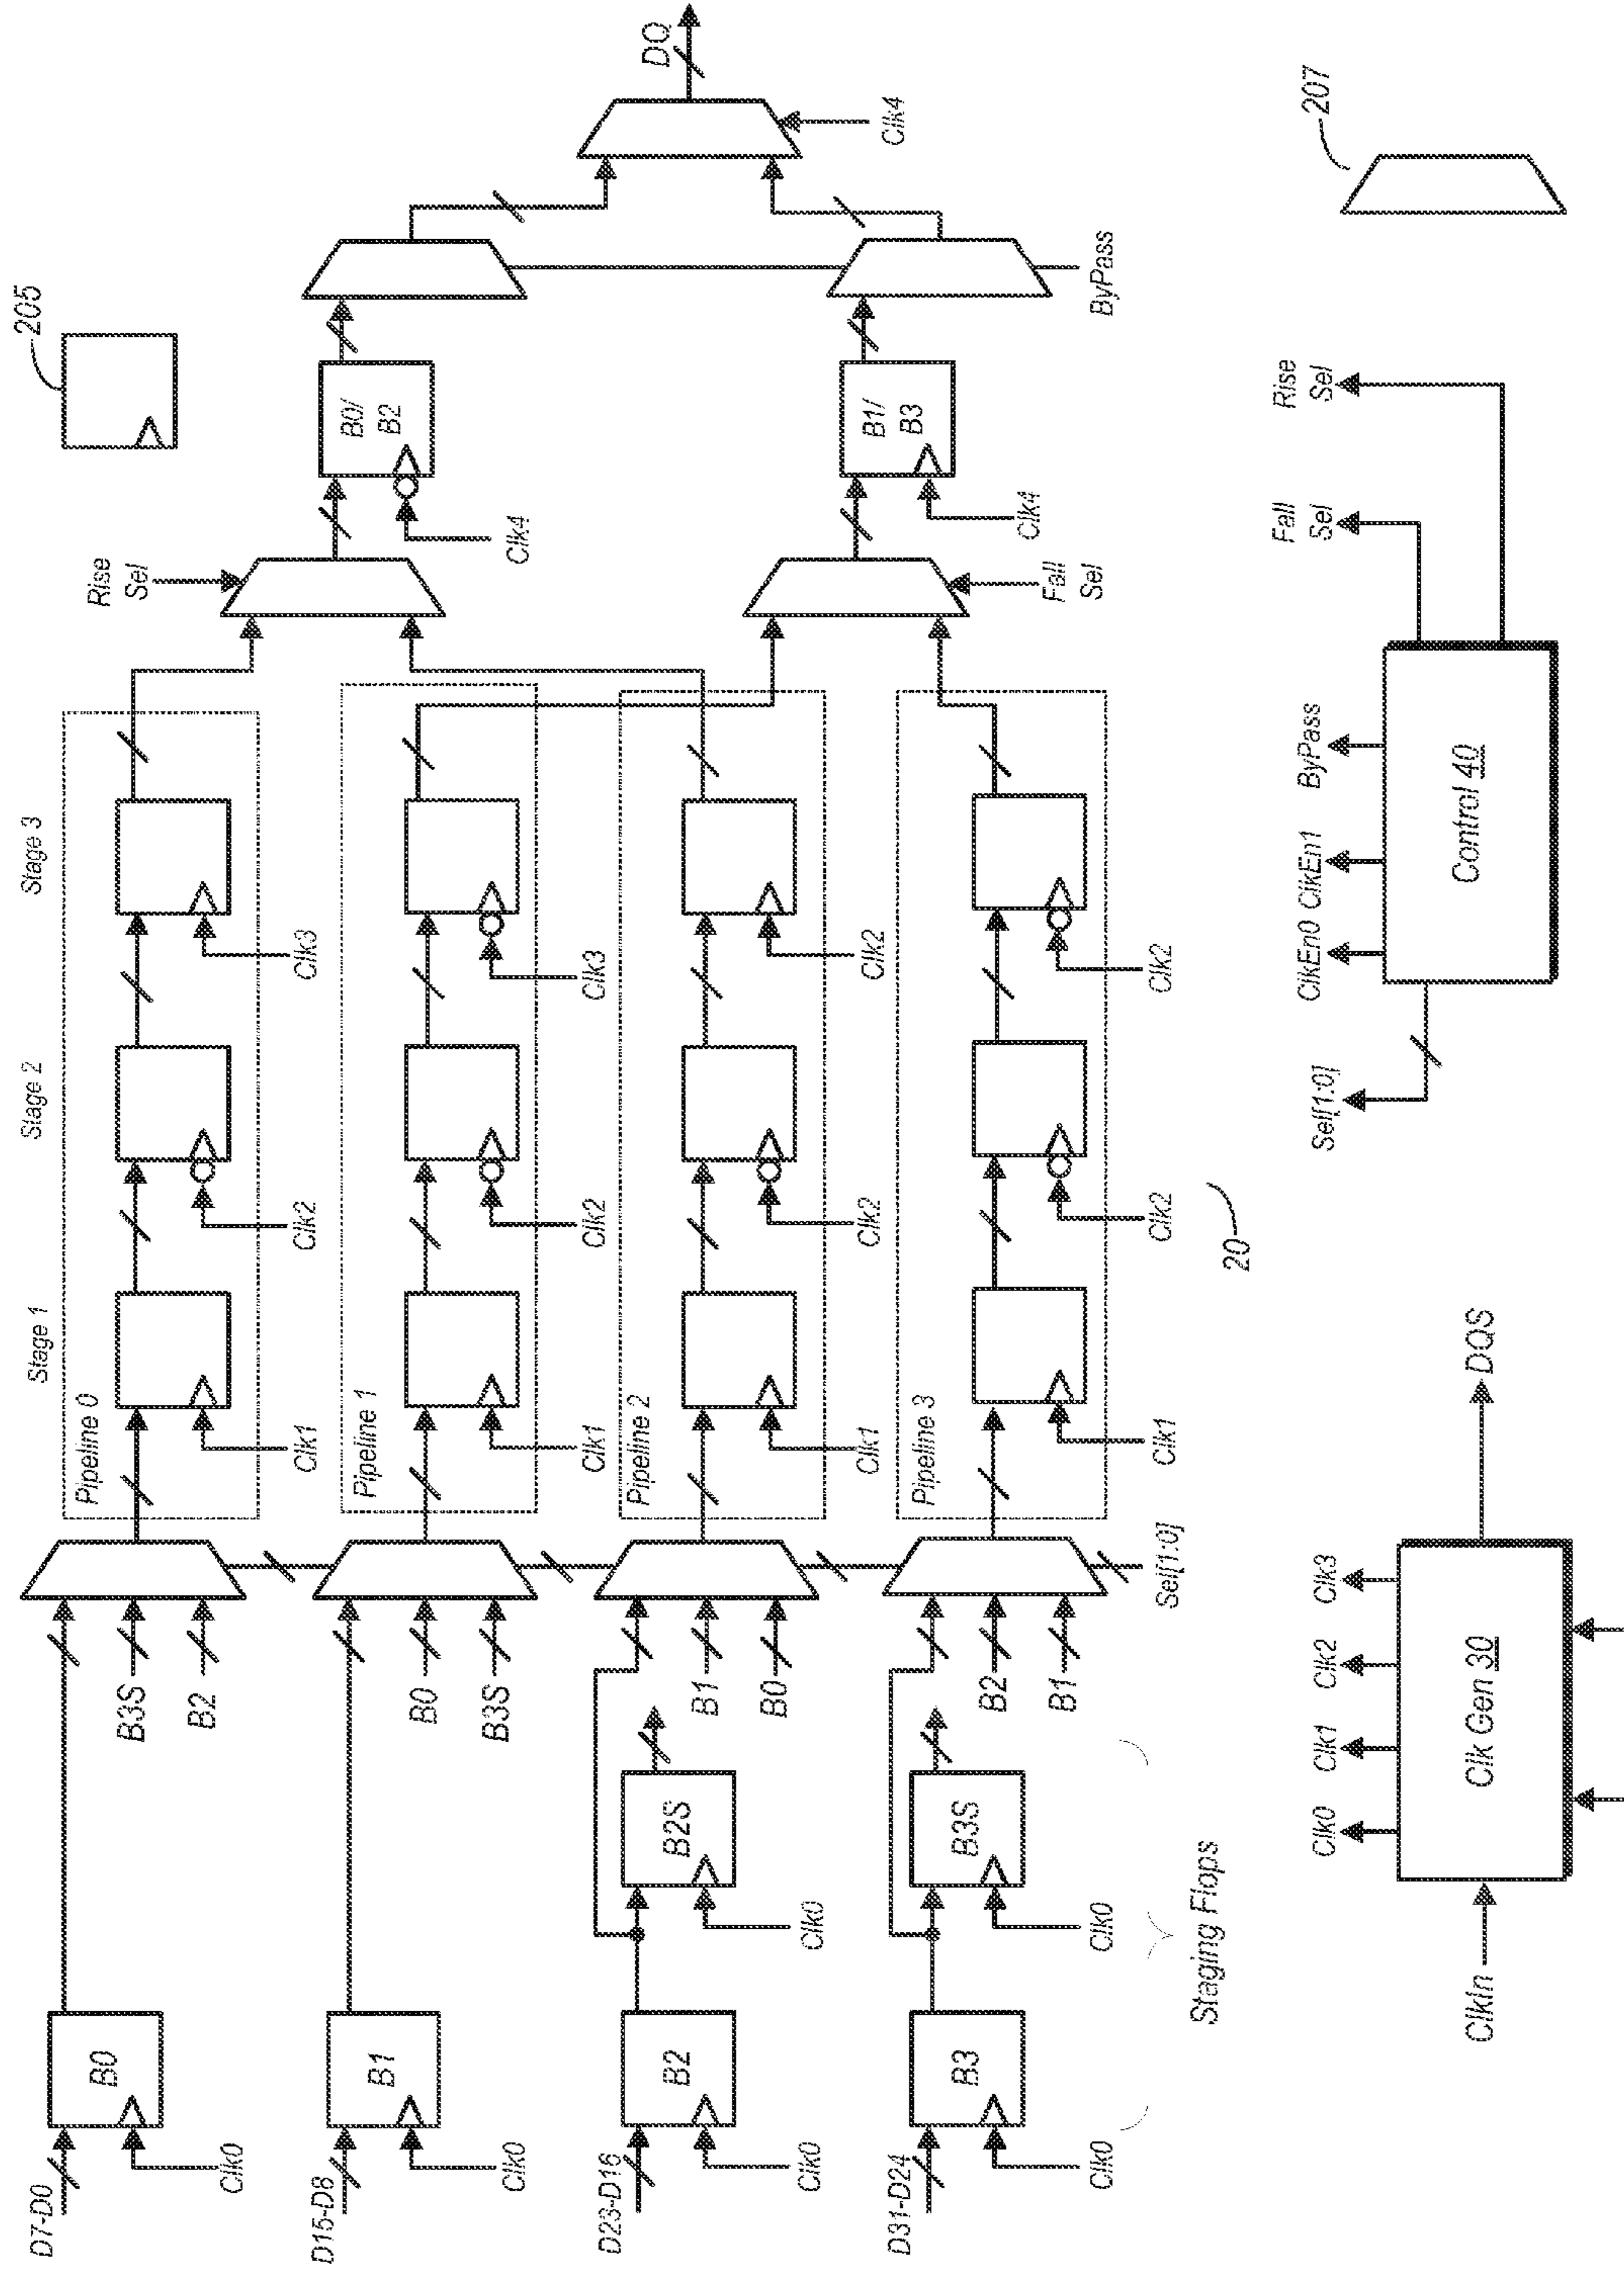 D7-D0
B0
Clk0
B3S
B2
Pipeline 0
Stage 1
Stage 2
Stage 3
Clk1
Clk2
Clk3
Rise
Sel
B0/
B2
Clk4
205
D15-D8
B1
Clk0
B0
B3S
Pipeline 1
Clk1
Clk2
Clk3
DQ
Clk4
D23-D16
B2
Clk0
B2S
Clk0
B1
B0
Pipeline 2
Clk1
Clk2
Clk2
Fall
Sel
B1/
B3
Clk4
ByPass
D31-D24
B3
Clk0
B3S
Clk0
B2
B1
Sel[1:0]
Pipeline 3
Clk1
Clk2
Clk2
Staging Flops
20
ClkIn
Clk Gen 30
Clk0
Clk1
Clk2
Clk3
DQS
Sel[1:0]
ClkEn0
ClkEn1
ByPass
Control 40
Fall
Sel
Rise
Sel
207